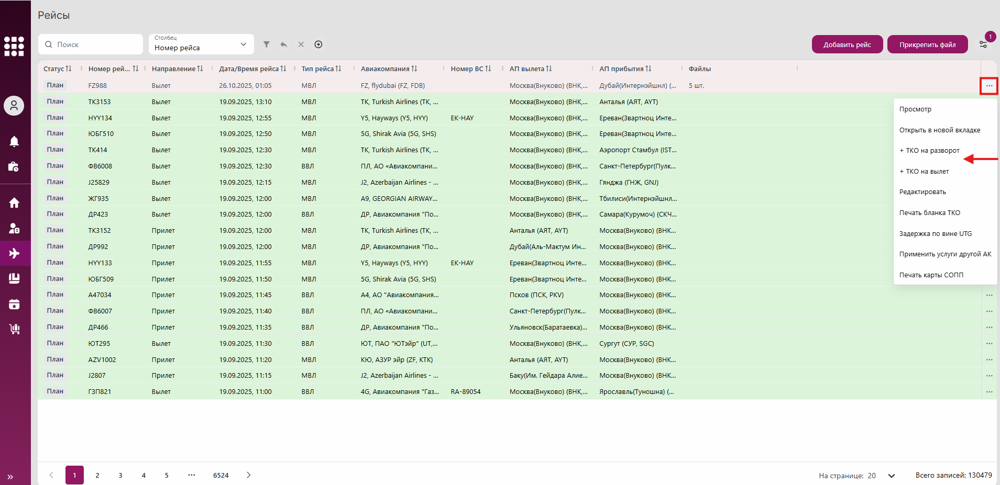 Рейсы
Поиск
Столбец
Номер рейса
Добавить рейс
Прикрепить файл
1
Статус Номер рей... Направление Дата/Время рейса Тип рейса Авиакомпания Номер ВС АП вылета АП прибытия Файлы
План FZ988 Вылет 26.10.2025, 01:05 МВЛ FZ, flydubai (FZ, FDB) Москва(Внуково) (ВНК,... Дубай(Интернэйшнл) (... 5 шт. ...
План ТК3153 Вылет 19.09.2025, 13:10 МВЛ ТК, Turkish Airlines (ТК, ... Москва(Внуково) (ВНК,... Анталья (АЯТ, AYT)
План HYY134 Вылет 19.09.2025, 12:55 МВЛ Y5, Hayways (Y5, HYY) EK-HAY Москва(Внуково) (ВНК,... Ереван(Звартноц Инте...
План ЮБГ510 Вылет 19.09.2025, 12:50 МВЛ 5G, Shirak Avia (5G, SHS) Москва(Внуково) (ВНК,... Ереван(Звартноц Инте...
План ТК414 Вылет 19.09.2025, 12:30 МВЛ ТК, Turkish Airlines (ТК, ... Москва(Внуково) (ВНК,... Аэропорт Стамбул (IST...
План ФВ6008 Вылет 19.09.2025, 12:30 ВВЛ ПЛ, АО «Авиакомпани... Москва(Внуково) (ВНК,... Санкт-Петербург(Пулк...
План J25829 Вылет 19.09.2025, 12:15 МВЛ J2, Azerbaijan Airlines - ... Москва(Внуково) (ВНК,... Гянджа (ГНЖ, GNJ)
План ЖГ935 Вылет 19.09.2025, 12:00 МВЛ A9, GEORGIAN AIRWAY... Москва(Внуково) (ВНК,... Тбилиси(Интернэйшнл...
План ДР423 Вылет 19.09.2025, 12:00 ВВЛ ДР, Авиакомпания "По... Москва(Внуково) (ВНК,... Самара(Курумоч) (СКЧ...
План ТК3152 Прилет 19.09.2025, 12:00 МВЛ ТК, Turkish Airlines (ТК, ... Анталья (АЯТ, AYT) Москва(Внуково) (ВНК...
План ДР992 Прилет 19.09.2025, 12:00 МВЛ ДР, Авиакомпания "По... Дубай(Аль-Мактум Ин... Москва(Внуково) (ВНК...
План HYY133 Прилет 19.09.2025, 11:55 МВЛ Y5, Hayways (Y5, HYY) EK-HAY Ереван(Звартноц Инте... Москва(Внуково) (ВНК...
План ЮБГ509 Прилет 19.09.2025, 11:50 МВЛ 5G, Shirak Avia (5G, SHS) Ереван(Звартноц Инте... Москва(Внуково) (ВНК...
План А47034 Прилет 19.09.2025, 11:45 ВВЛ А4, АО "Авиакомпания... Псков (ПСК, PKV) Москва(Внуково) (ВНК... ...
План ФВ6007 Прилет 19.09.2025, 11:40 ВВЛ ПЛ, АО «Авиакомпани... Санкт-Петербург(Пулк... Москва(Внуково) (ВНК... ...
План ДР466 Прилет 19.09.2025, 11:35 ВВЛ ДР, Авиакомпания "По... Ульяновск(Баратаевка)... Москва(Внуково) (ВНК... ...
План ЮТ295 Вылет 19.09.2025, 11:30 ВВЛ ЮТ, ПАО "ЮТэйр" (UT,... Москва(Внуково) (ВНК,... Сургут (СУР, SGC) ...
План AZV1002 Прилет 19.09.2025, 11:20 МВЛ КЮ, АЗУР эйр (ZF, KTK) Анталья (АЯТ, AYT) Москва(Внуково) (ВНК... ...
План J2807 Прилет 19.09.2025, 11:15 МВЛ J2, Azerbaijan Airlines - ... Баку(Им. Гейдара Алие... Москва(Внуково) (ВНК... ...
План ГЗП821 Вылет 19.09.2025, 11:00 ВВЛ 4G, Авиакомпания "Газ... RA-89054 Москва(Внуково) (ВНК,... Ярославль(Туношна) (... ...
Просмотр
Открыть в новой вкладке
+ ТКО на разворот
+ ТКО на вылет
Редактировать
Печать бланка ТКО
Задержка по вине UTG
Применить услуги другой АК
Печать карты СОПП
1 2 3 4 5 ... 6524
На странице: 20
Всего записей: 130479